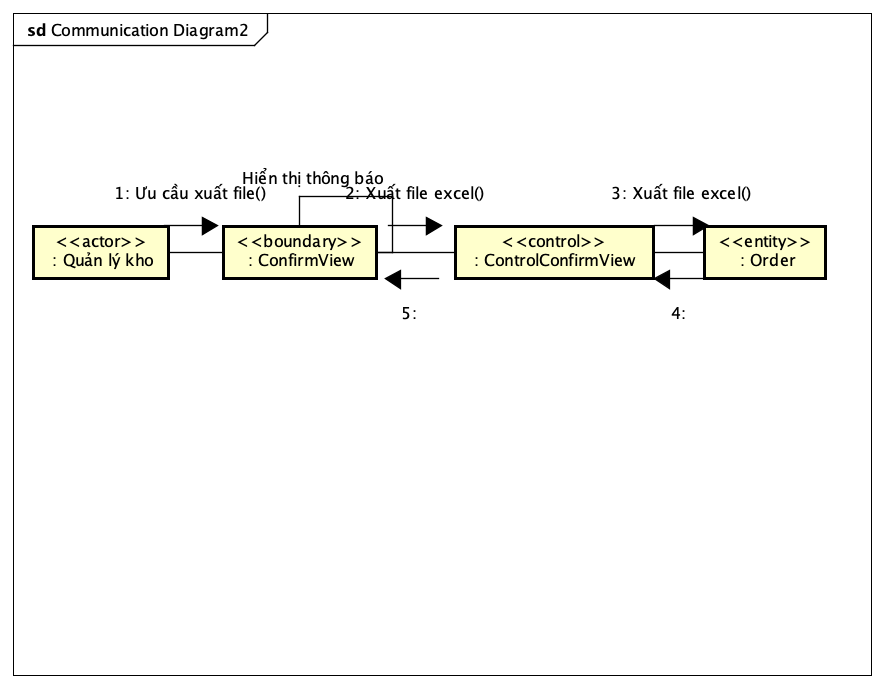 sd Communication Diagram2
Hiển thị thông báo
1: Ưu cầu xuất file()
2: Xuất file excel()
3: Xuất file excel()
<<actor>>
: Quản lý kho
<<boundary>>
: ConfirmView
<<control>>
: ControlConfirmView
<<entity>>
: Order
5:
4: